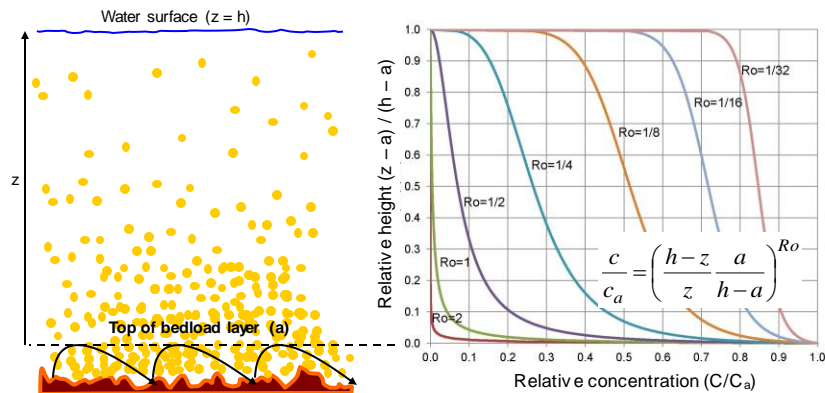 Water surface (z = h)
z
Top of bedload layer (a)
Relative height (z – a) / (h – a)
1.0
0.9
0.8
0.7
0.6
0.5
0.4
0.3
0.2
0.1
0.0
Ro=1/32
Ro=1/16
Ro=1/8
Ro=1/4
Ro=1/2
Ro=1
Ro=2
c/c_a = (h−z/z a/h−a)^Ro
0.0 0.1 0.2 0.3 0.4 0.5 0.6 0.7 0.8 0.9 1.0
Relative concentration (C/Ca)